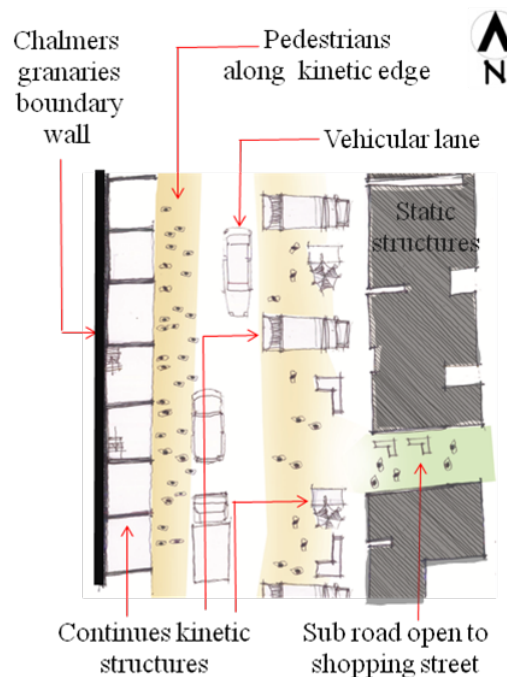 Chalmers
granaries
boundary
wall
Pedestrians
along kinetic edge
N
Vehicular lane
Static
structures
Continues kinetic
structures
Sub road open to
shopping street